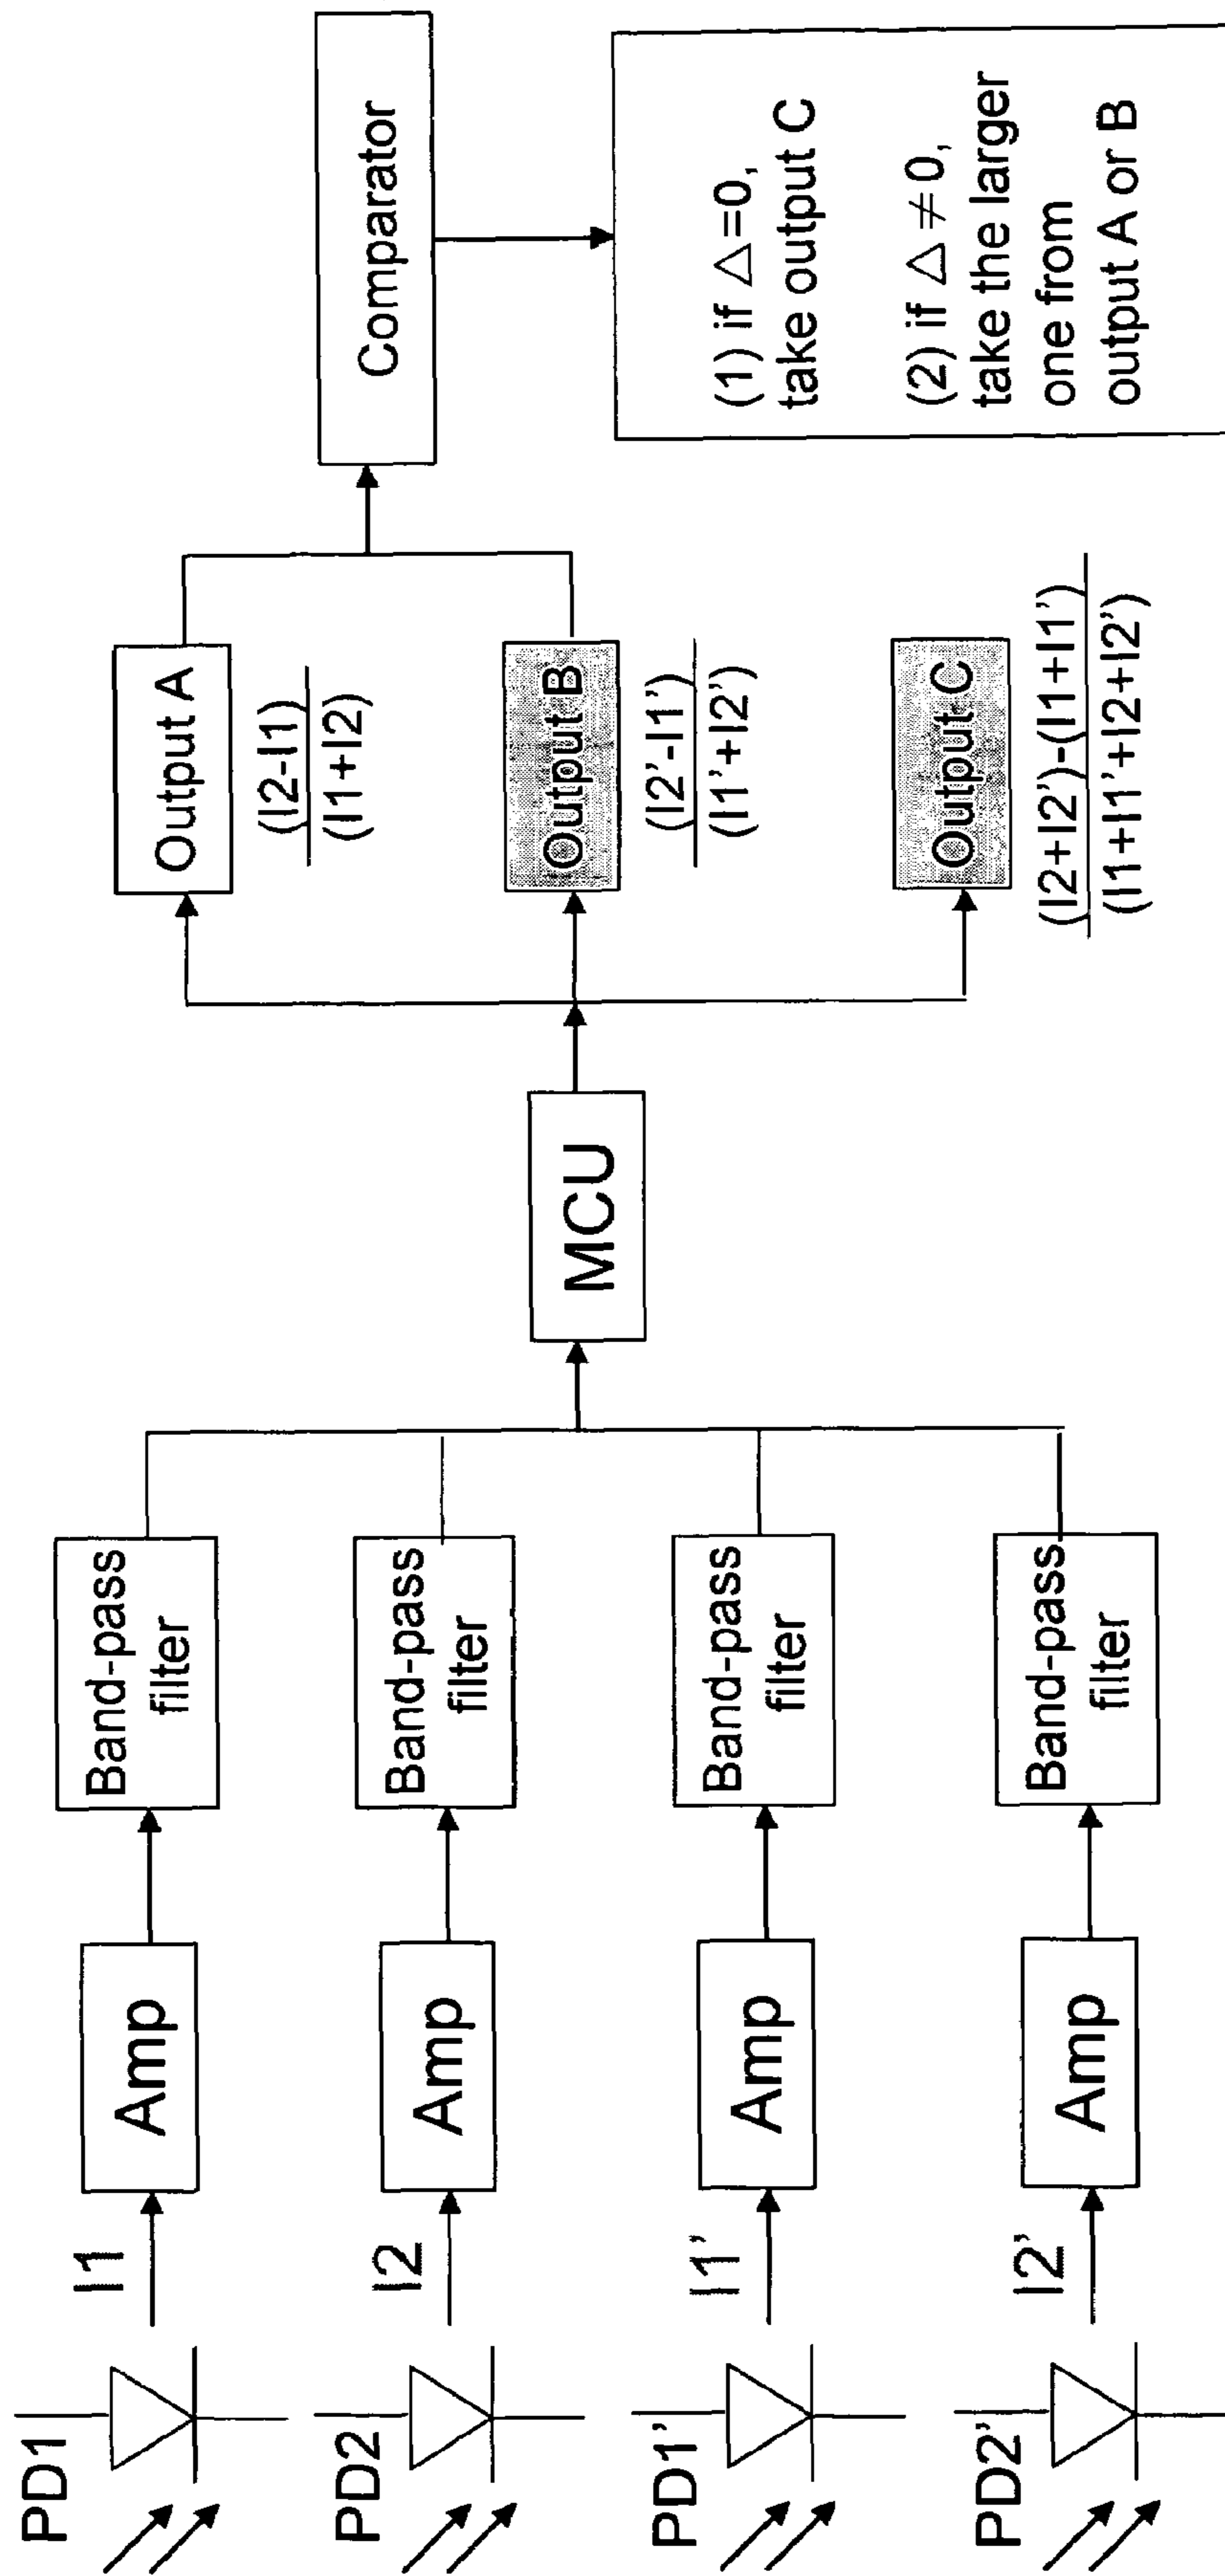 PD1
I1
Amp
Band-pass
filter
PD2
I2
Amp
Band-pass
filter
PD1'
I1'
Amp
Band-pass
filter
PD2'
I2'
Amp
Band-pass
filter
MCU
Output A
(I2-I1)
(I1+I2)
Output B
(I2'-I1')
(I1'+I2')
Output C
(I2+I2')-(I1+I1')
(I1+I1'+I2+I2')
Comparator
(1) if △=0,
take output C
(2) if △≠0,
take the larger
one from
output A or B